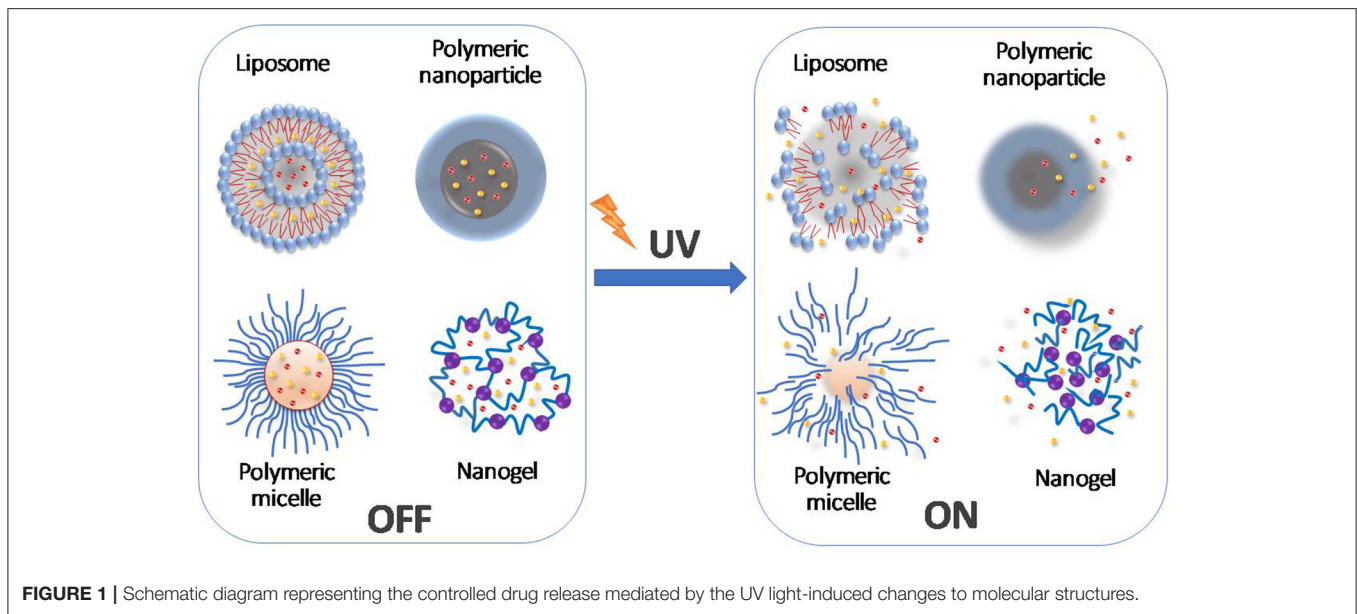 Liposome
Polymeric
nanoparticle
Polymeric
micelle
Nanogel
OFF
UV
Liposome
Polymeric
nanoparticle
Polymeric
micelle
Nanogel
ON
FIGURE 1 | Schematic diagram representing the controlled drug release mediated by the UV light-induced changes to molecular structures.